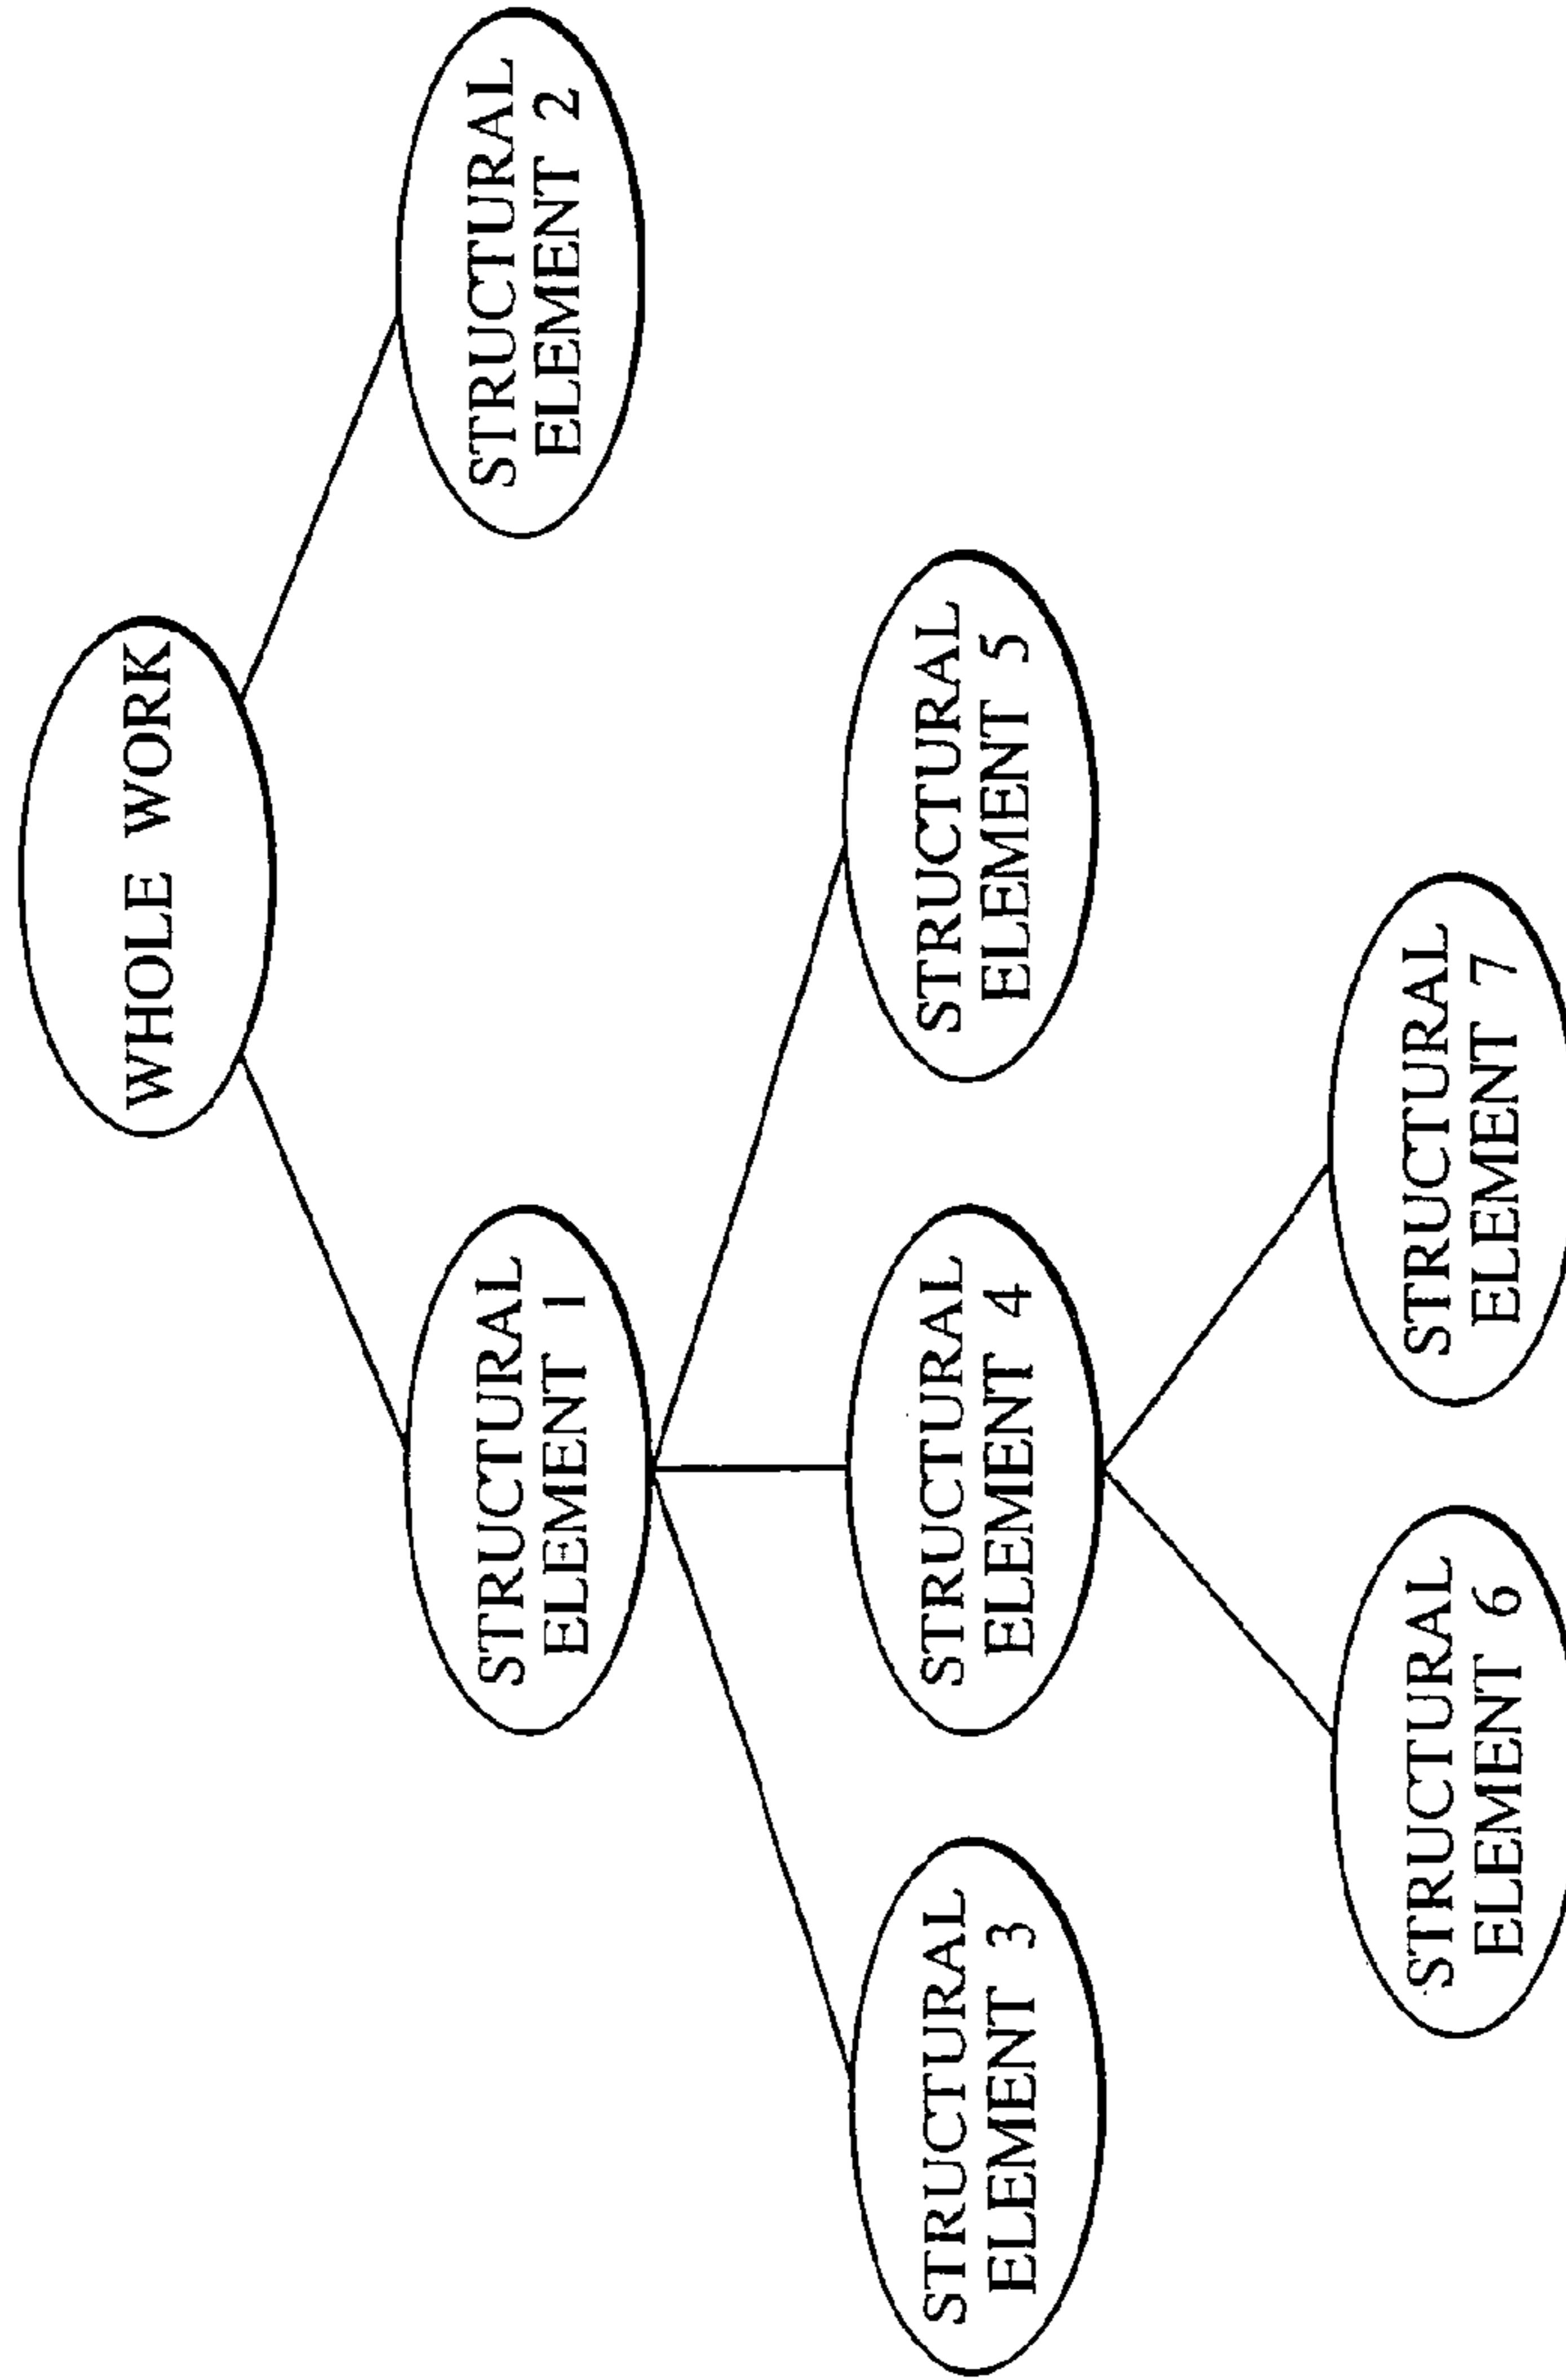 WHOLE WORK
STRUCTURAL
ELEMENT 1
STRUCTURAL
ELEMENT 2
STRUCTURAL
ELEMENT 3
STRUCTURAL
ELEMENT 4
STRUCTURAL
ELEMENT 5
STRUCTURAL
ELEMENT 6
STRUCTURAL
ELEMENT 7